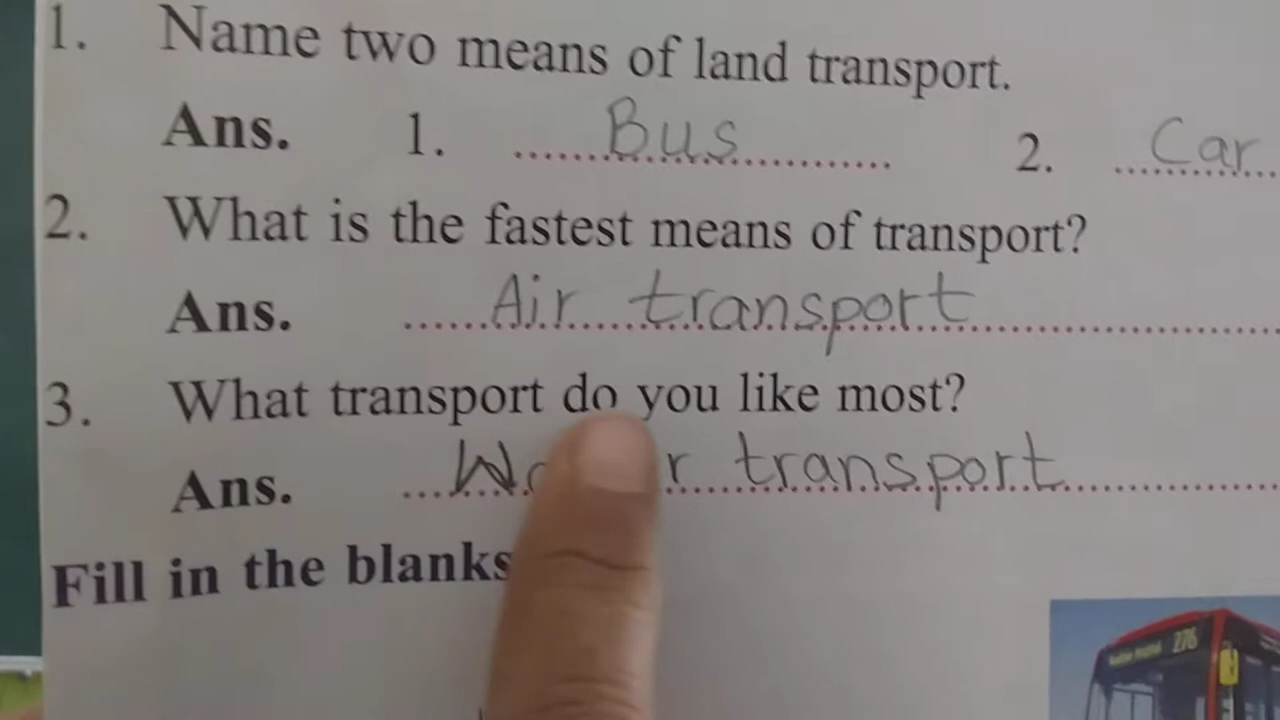 1. Name two means of land transport.
Ans. 1. Bus 2. Car
2. What is the fastest means of transport?
Ans. Air transport
3. What transport do you like most?
Ans. transport
Fill in the blanks
276